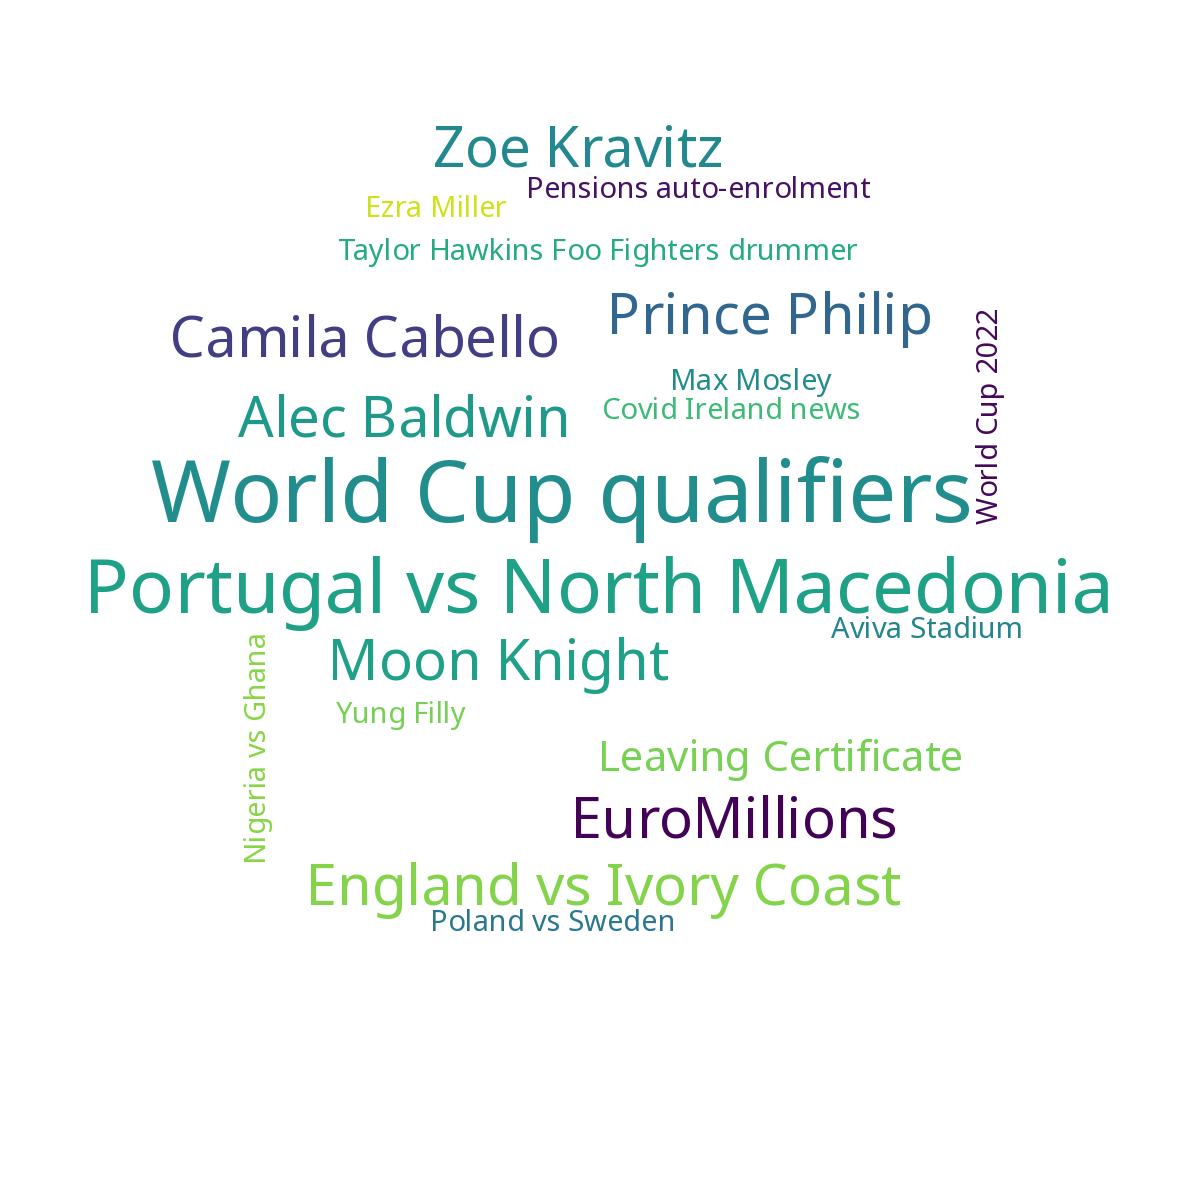 Zoe Kravitz
Pensions auto-enrolment
Ezra Miller
Taylor Hawkins Foo Fighters drummer
Prince Philip
Camila Cabello
World Cup 2022
Max Mosley
Covid Ireland news
Alec Baldwin
World Cup qualifiers
Portugal vs North Macedonia
Aviva Stadium
Moon Knight
Nigeria vs Ghana
Yung Filly
Leaving Certificate
EuroMillions
England vs Ivory Coast
Poland vs Sweden